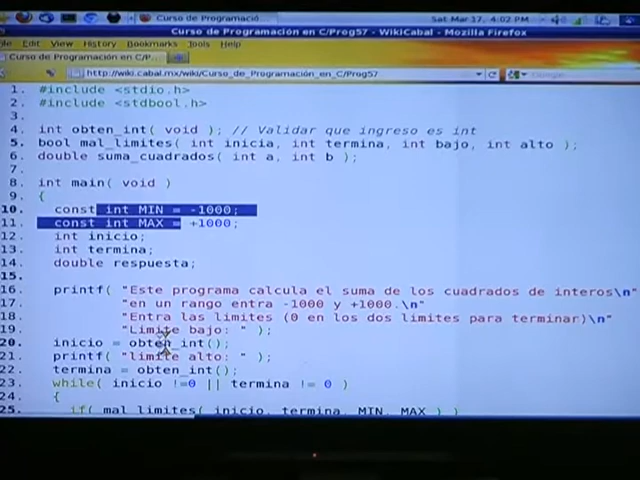 Curso de Programació...
Sat Mar 17, 4:02 PM
Curso de Programación en C/Prog57 - WikiCabal - Mozilla Firefox
File Edit View History Bookmarks Tools Help
Curso de Programación en C/P...
http://wiki.cabal.mx/wiki/Curso_de_Programación_en_C/Prog57
Google
1. #include <stdio.h>
2. #include <stdbool.h>
3.
4. int obten_int( void ); // Validar que ingreso es int
5. bool mal_limites( int inicia, int termina, int bajo, int alto );
6. double suma_cuadrados( int a, int b );
7.
8. int main( void )
9. {
10. const int MIN = -1000;
11. const int MAX = +1000;
12. int inicio;
13. int termina;
14. double respuesta;
15.
16. printf( "Este programa calcula el suma de los cuadrados de interos\n"
17. "en un rango entra -1000 y +1000.\n"
18. "Entra las limites (0 en los dos limites para terminar)\n"
19. "Limite bajo: " );
20. inicio = obten_int();
21. printf( "limite alto: " );
22. termina = obten_int();
23. while( inicio !=0 || termina != 0 )
24. {
25. if( mal_limites( inicio, termina, MIN, MAX ) )